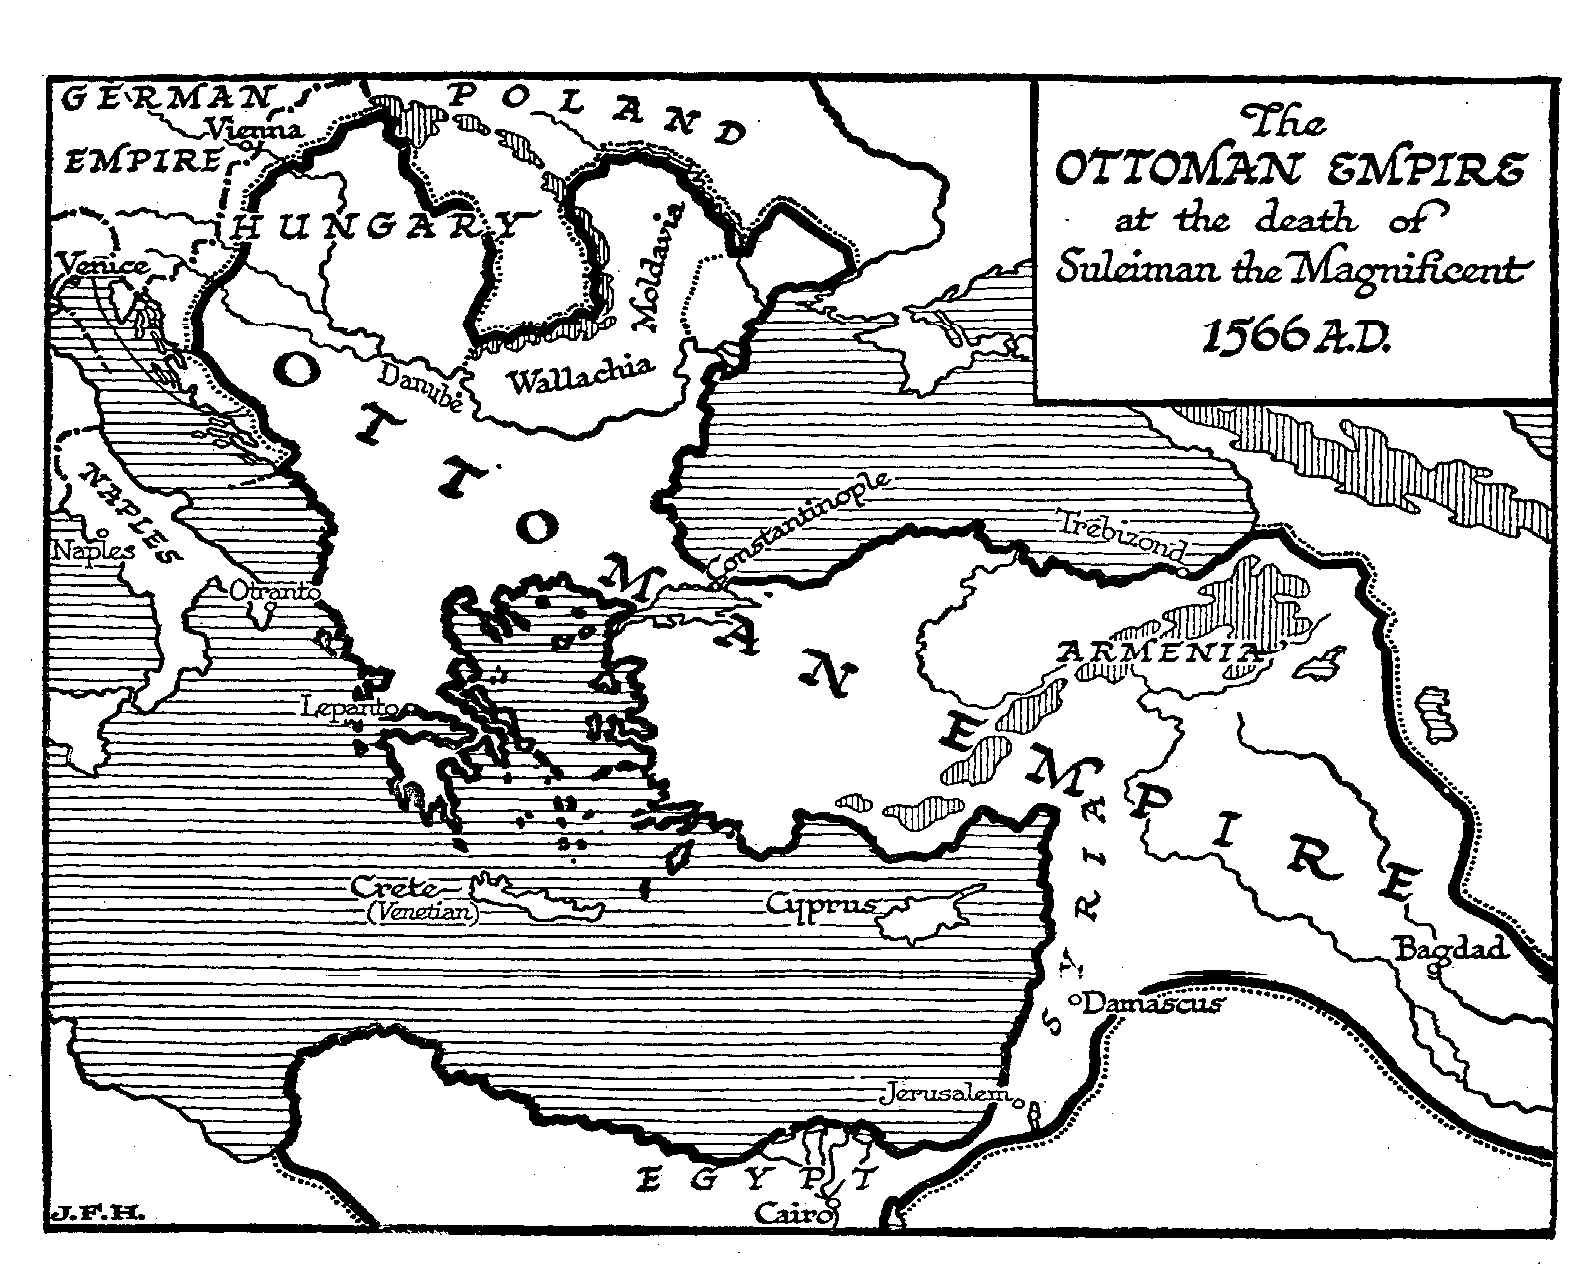 The
OTTOMAN EMPIRE
at the death of
Suleiman the Magnificent
1566 A.D.
GERMAN
EMPIRE
Vienna
POLAND
HUNGARY
Venice
Moldavia
Wallachia
Danube
OTTOMAN EMPIRE
NAPLES
Naples
Otranto
Constantinople
Trebizond
ARMENIA
Lepanto
Crete
(Venetian)
Cyprus
SYRIA
Bagdad
Damascus
Jerusalem
EGYPT
Cairo
J.F.H.